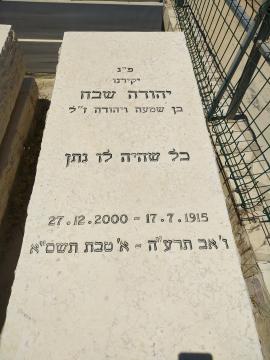 פ"נ
יקירנו
יהודה שבח
בן שמעה ויהודה ז"ל
כל שהיה לו נתן
27.12.2000 - 17.7.1915
ו'אב תרע"ה - א'טבת תשס"א